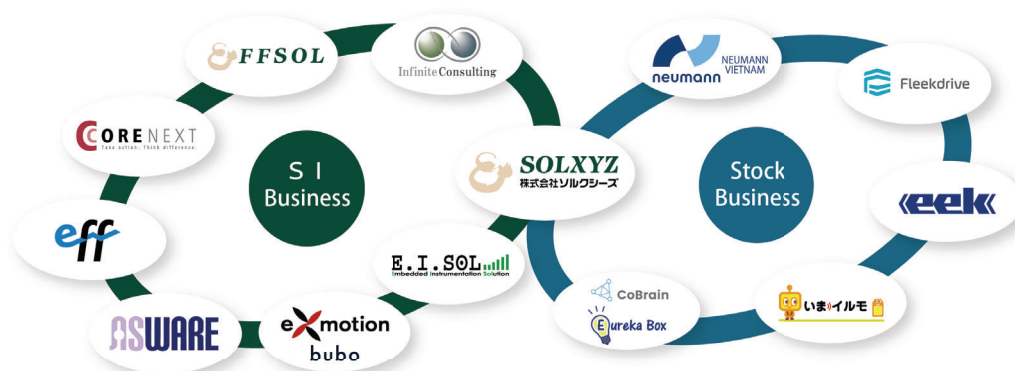 FFSOL
Infinite Consulting
CORENEXT
Take Action. Think difference.
eff
ASWARE
eXmotion
bubo
E.I.SOL
Embedded Instrumentation Solution
SOLXYZ
株式会社ソルクシーズ
S I
Business
neumann
NEUMANN
VIETNAM
Fleekdrive
eek
いまイルモ
CoBrain
Eureka Box
Stock
Business